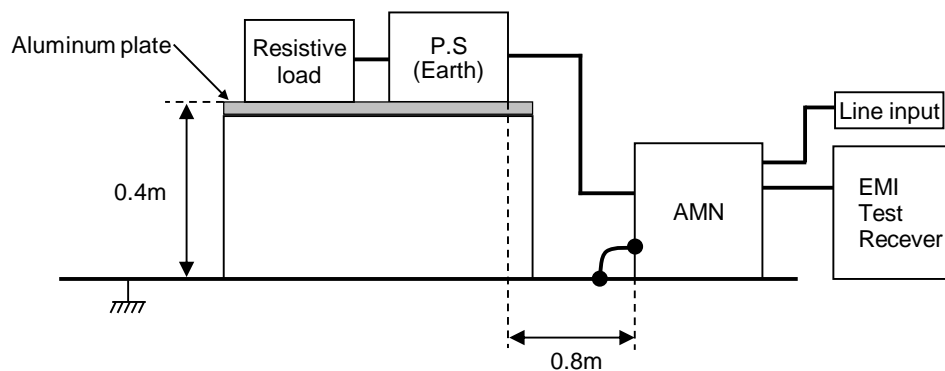 Aluminum plate
Resistive
load
P.S
(Earth)
Line input
0.4m
AMN
EMI
Test
Recever
0.8m